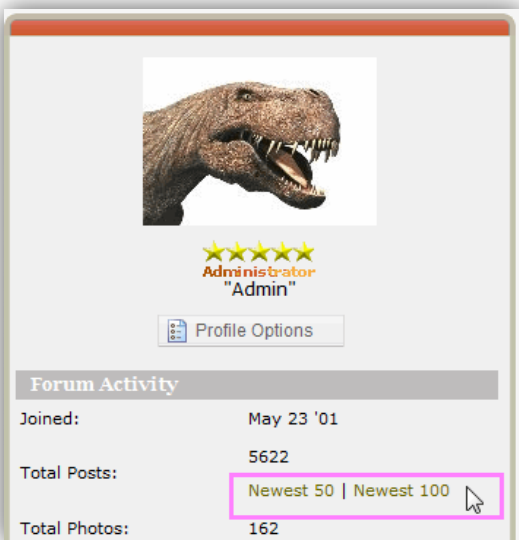 Administrator
"Admin"
Profile Options
Forum Activity
Joined: May 23 '01
Total Posts: 5622
Newest 50 | Newest 100
Total Photos: 162